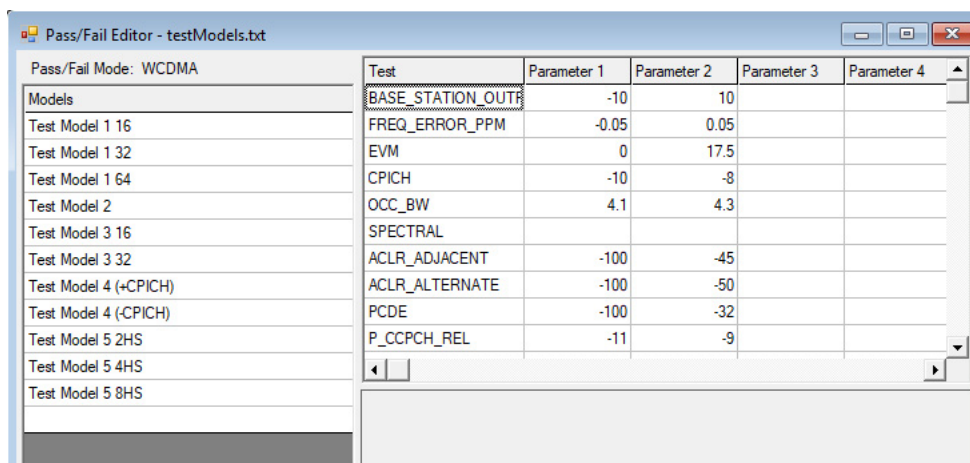 Pass/Fail Editor - testModels.txt
Pass/Fail Mode: WCDMA
Models
Test Model 1 16
Test Model 1 32
Test Model 1 64
Test Model 2
Test Model 3 16
Test Model 3 32
Test Model 4 (+CPICH)
Test Model 4 (-CPICH)
Test Model 5 2HS
Test Model 5 4HS
Test Model 5 8HS
Test Parameter 1 Parameter 2 Parameter 3 Parameter 4
BASE_STATION_OUTP -10 10
FREQ_ERROR_PPM -0.05 0.05
EVM 0 17.5
CPICH -10 -8
OCC_BW 4.1 4.3
SPECTRAL
ACLR_ADJACENT -100 -45
ACLR_ALTERNATE -100 -50
PCDE -100 -32
P_CCPCH_REL -11 -9